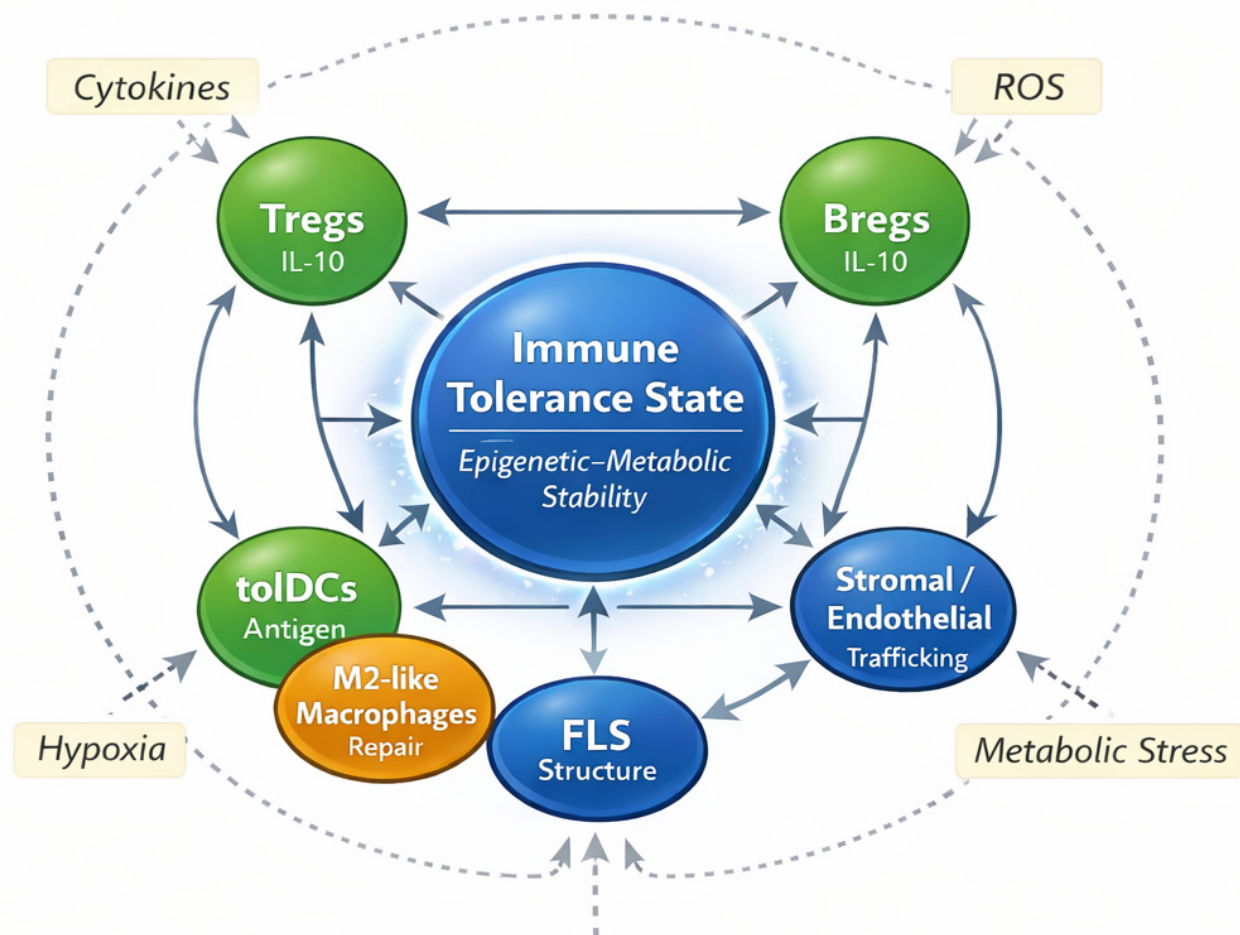 Cytokines
ROS
Tregs
IL-10
Bregs
IL-10
Immune
Tolerance State
Epigenetic–Metabolic
Stability
tolDCs
Antigen
M2-like
Macrophages
Repair
FLS
Structure
Stromal /
Endothelial
Trafficking
Hypoxia
Metabolic Stress